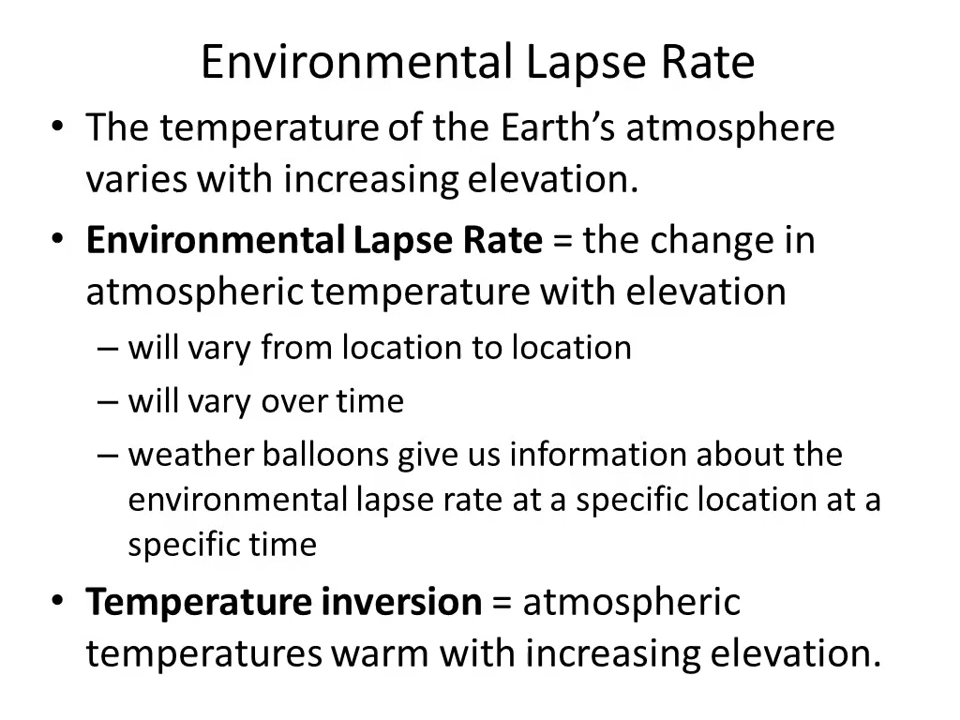 Environmental Lapse Rate
• The temperature of the Earth’s atmosphere
varies with increasing elevation.
• Environmental Lapse Rate = the change in
atmospheric temperature with elevation
– will vary from location to location
– will vary over time
– weather balloons give us information about the
environmental lapse rate at a specific location at a
specific time
• Temperature inversion = atmospheric
temperatures warm with increasing elevation.